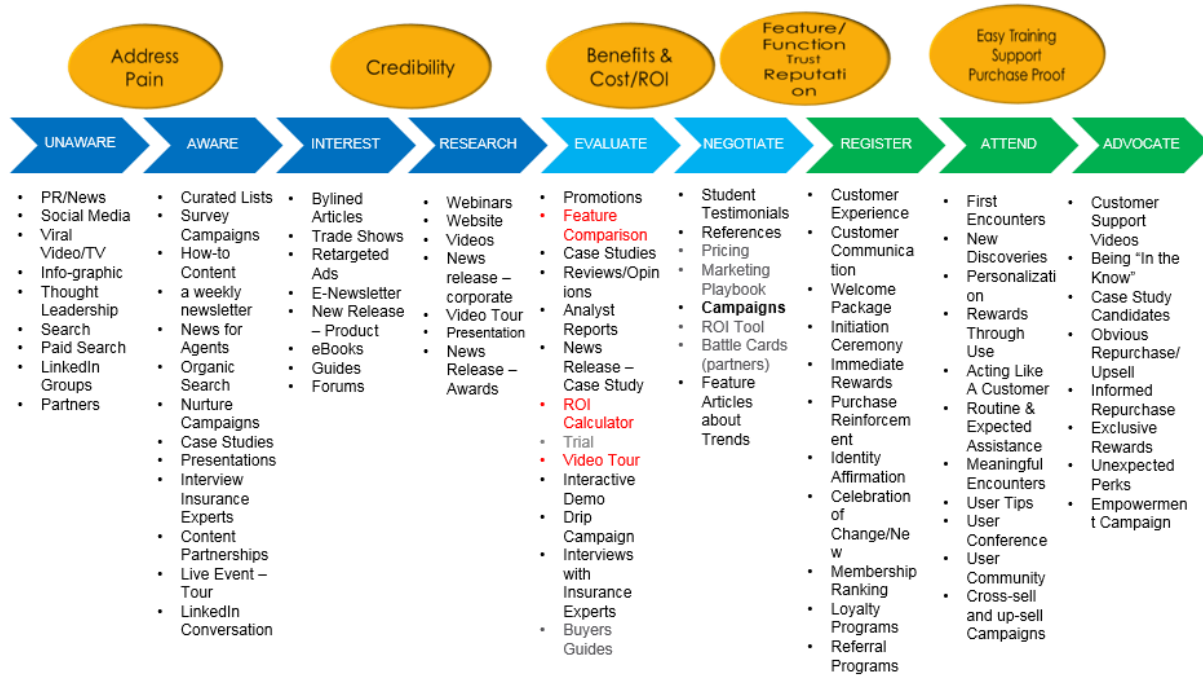 Address
Pain
Credibility
Benefits &
Cost/ROI
Feature/
Function
Trust
Reputati
on
Easy Training
Support
Purchase Proof
UNAWARE
AWARE
INTEREST
RESEARCH
EVALUATE
NEGOTIATE
REGISTER
ATTEND
ADVOCATE
• PR/News
• Social Media
• Viral
Video/TV
• Info-graphic
• Thought
Leadership
• Search
• Paid Search
• LinkedIn
Groups
• Partners
• Curated Lists
• Survey
Campaigns
• How-to
Content
• a weekly
newsletter
• News for
Agents
• Organic
Search
• Nurture
Campaigns
• Case Studies
• Presentations
• Interview
Insurance
Experts
• Content
Partnerships
• Live Event –
Tour
• LinkedIn
Conversation
• Bylined
Articles
• Trade Shows
• Retargeted
Ads
• E-Newsletter
• New Release
– Product
• eBooks
• Guides
• Forums
• Webinars
• Website
• Videos
• News
release –
corporate
• Video Tour
• Presentation
• News
Release –
Awards
• Promotions
• Feature
Comparison
• Case Studies
• Reviews/Opin
ions
• Analyst
Reports
• News
Release –
Case Study
• ROI
Calculator
• Trial
• Video Tour
• Interactive
Demo
• Drip
Campaign
• Interviews
with
Insurance
Experts
• Buyers
Guides
• Student
Testimonials
• References
• Pricing
• Marketing
Playbook
• Campaigns
• ROI Tool
• Battle Cards
(partners)
• Feature
Articles
about
Trends
• Customer
Experience
• Customer
Communica
tion
• Welcome
Package
• Initiation
Ceremony
• Immediate
Rewards
• Purchase
Reinforcem
ent
• Identity
Affirmation
• Celebration
of
Change/Ne
w
• Membership
Ranking
• Loyalty
Programs
• Referral
Programs
• First
Encounters
• New
Discoveries
• Personalizati
on
• Rewards
Through
Use
• Acting Like
A Customer
• Routine &
Expected
Assistance
• Meaningful
Encounters
• User Tips
• User
Conference
• User
Community
• Cross-sell
and up-sell
Campaigns
• Customer
Support
Videos
• Being “In the
Know”
• Case Study
Candidates
• Obvious
Repurchase/
Upsell
• Informed
Repurchase
• Exclusive
Rewards
• Unexpected
Perks
• Empowermen
t Campaign